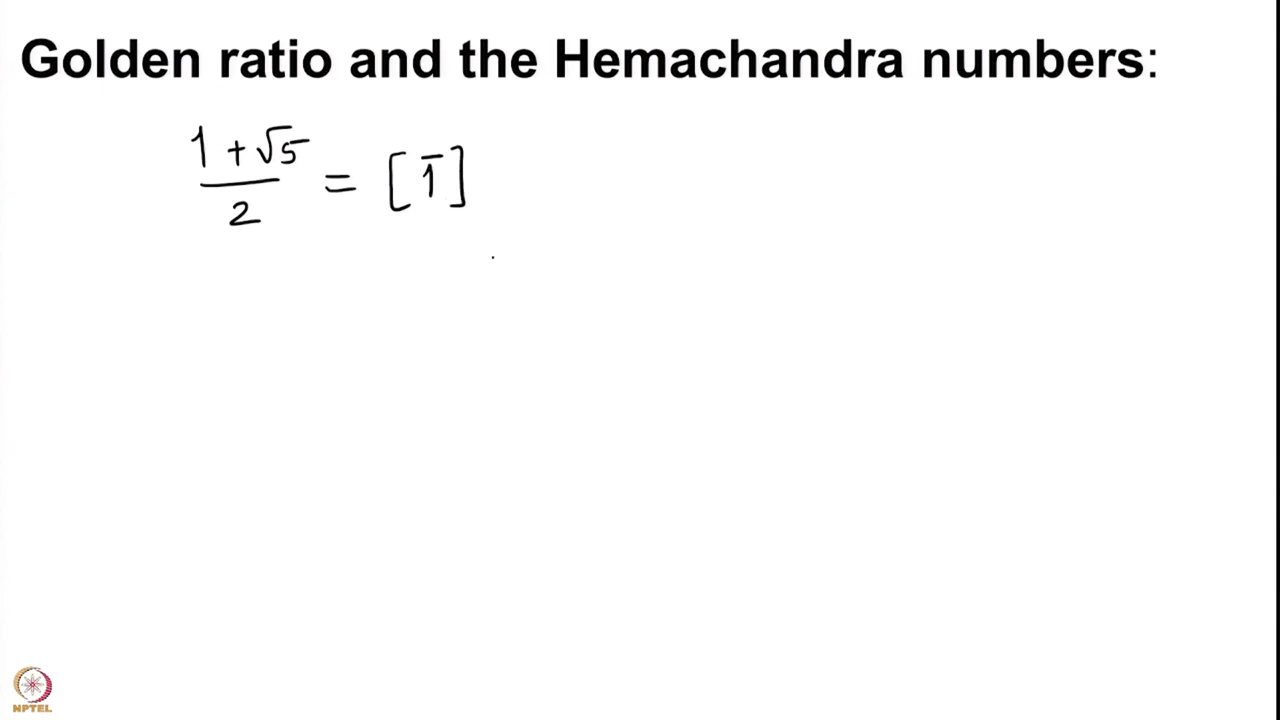 Golden ratio and the Hemachandra numbers:
1 + √5 / 2 = [ 1̄ ]
NPTEL